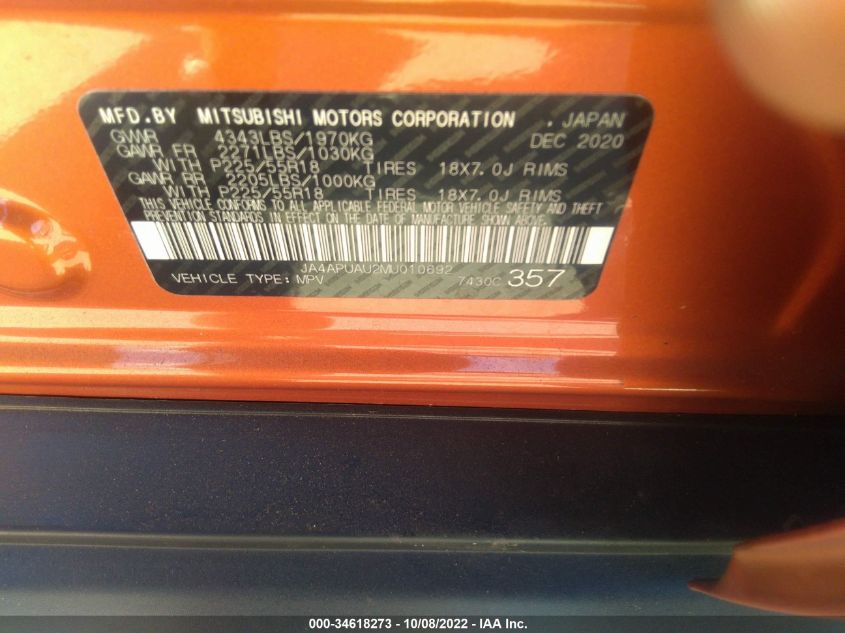 MFD.BY MITSUBISHI MOTORS CORPORATION . JAPAN
GVWR 4343LBS/1970KG DEC 2020
GAWR FR 2271LBS/1030KG
WITH P225/55R18 TIRES 18X7.0J RIMS
GAWR RR 2205LBS/1000KG
WITH P225/55R18 TIRES 18X7.0J RIMS
THIS VEHICLE CONFORMS TO ALL APPLICABLE FEDERAL MOTOR VEHICLE SAFETY AND THEFT
PREVENTION STANDARDS IN EFFECT ON THE DATE OF MANUFACTURE SHOWN ABOVE.
JA4APUAU2MU010692
VEHICLE TYPE: MPV 7430C 357
000-34618273 - 10/08/2022 - IAA Inc.